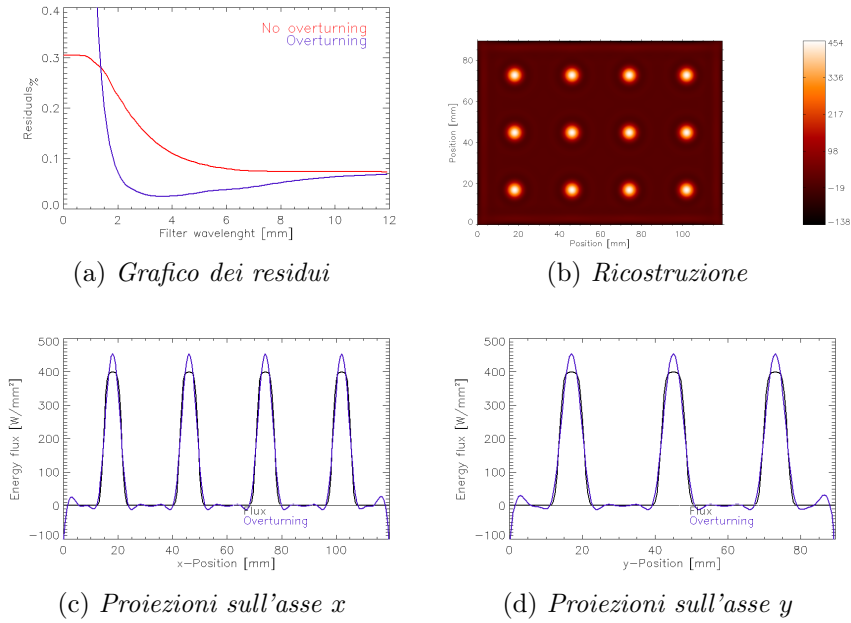 0.4
0.3
0.2
0.1
0.0
Residuals%
No overturning
Overturning
0 2 4 6 8 10 12
Filter wavelenght [mm]
(a) Grafico dei residui
80
60
40
20
0
Position [mm]
0 20 40 60 80 100
Position [mm]
454
336
217
98
-19
-138
(b) Ricostruzione
500
400
300
200
100
0
-100
Energy flux [W/mm²]
Flux
Overturning
0 20 40 60 80 100
x-Position [mm]
(c) Proiezioni sull'asse x
500
400
300
200
100
0
-100
Energy flux [W/mm²]
Flux
Overturning
0 20 40 60 80
y-Position [mm]
(d) Proiezioni sull'asse y